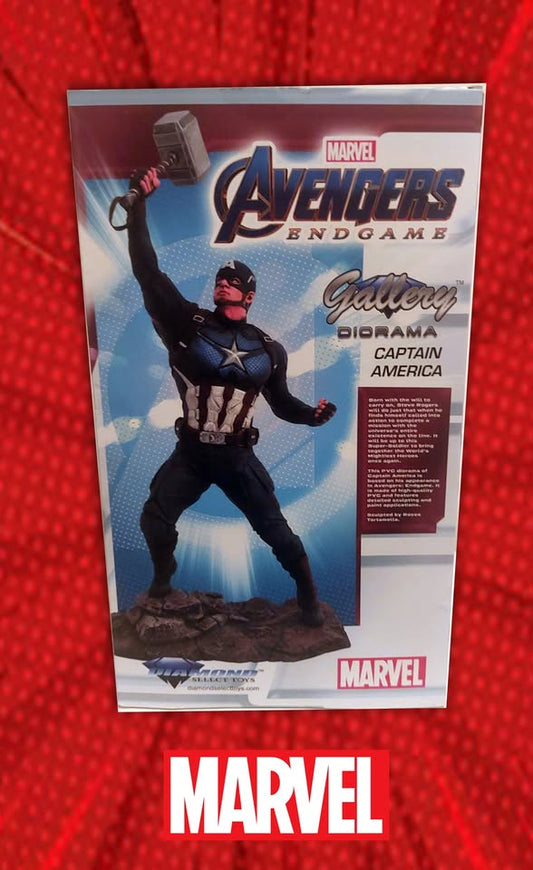 MARVEL
AVENGERS
ENDGAME
Gallery™
DIORAMA
CAPTAIN
AMERICA
Born with the will to
carry on, Steve Rogers
will do just that when he
finds himself called into
action to complete a
mission with the
universe's entire
existence on the line. It
will be up to this
Super-Soldier to bring
together the World's
Mightiest Heroes
once again.
This PVC diorama of
Captain America is
based on his appearance
in Avengers: Endgame. It
is made of high-quality
PVC and features
detailed sculpting and
paint applications.
Sculpted by Rocco
Tartamella.
DIAMOND™
SELECT TOYS
diamondselecttoys.com
MARVEL
MARVEL